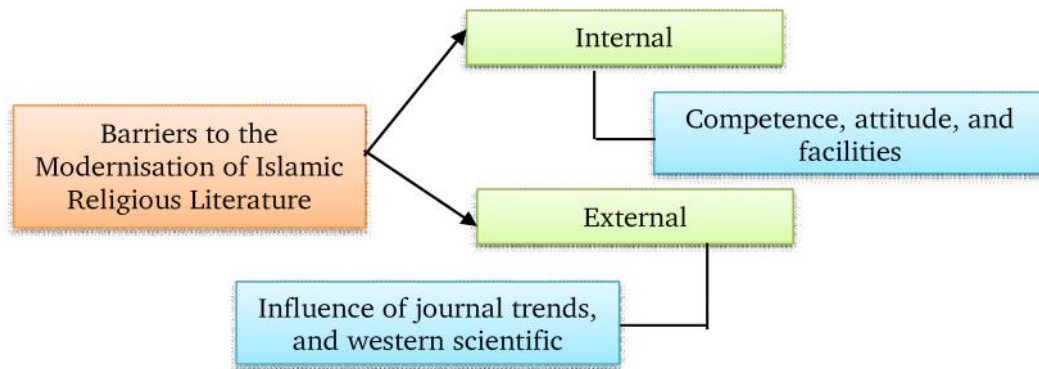 Internal
Competence, attitude, and
facilities
Barriers to the
Modernisation of Islamic
Religious Literature
External
Influence of journal trends,
and western scientific